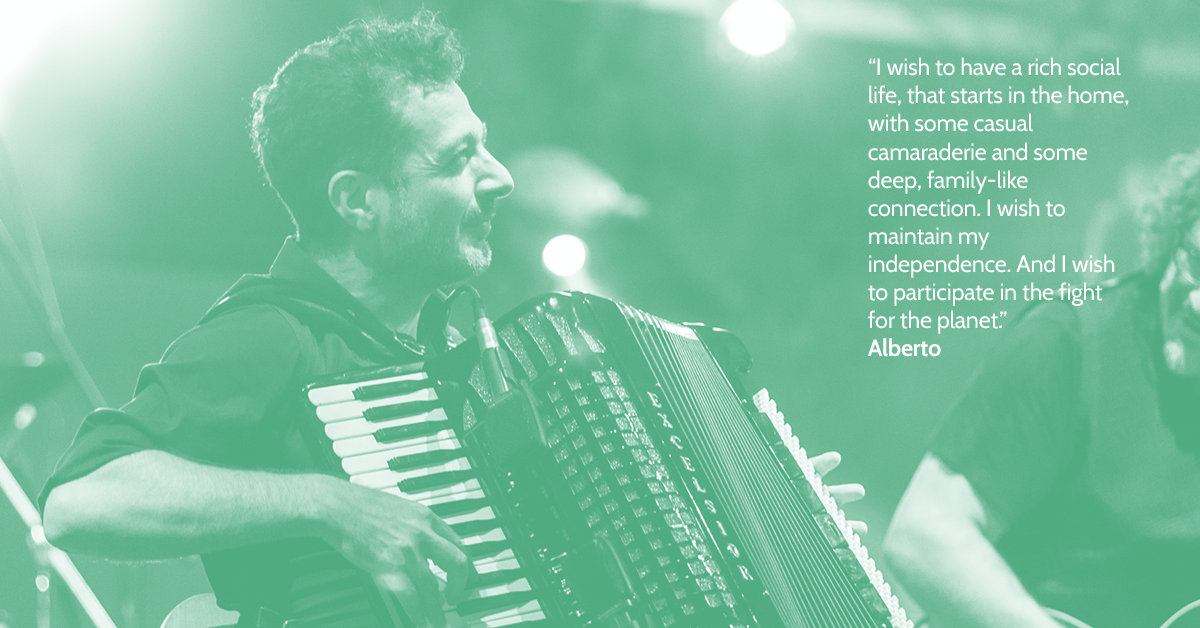 “I wish to have a rich social
life, that starts in the home,
with some casual
camaraderie and some
deep, family-like
connection. I wish to
maintain my
independence. And I wish
to participate in the fight
for the planet.”
Alberto
EXCELSIOR